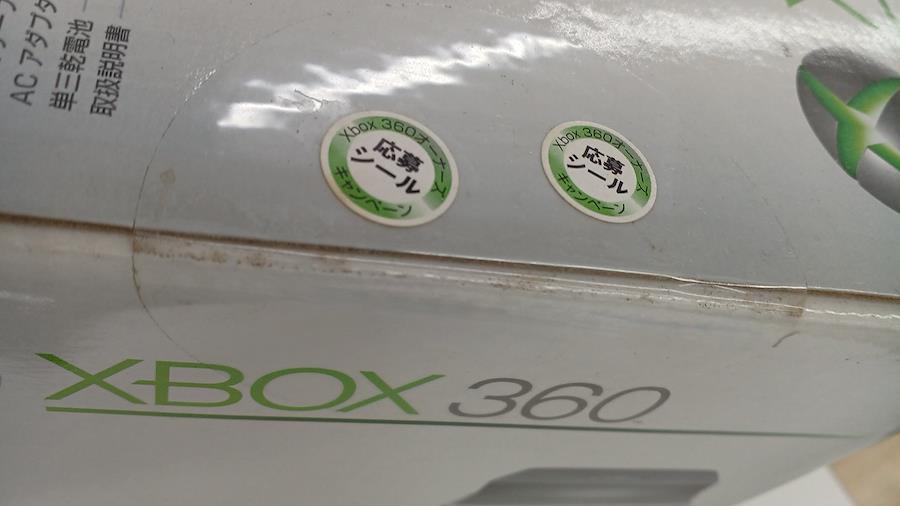 ACアダプタ
単三乾電池
取扱説明書
Xbox 360オーナーズ
応募
シール
キャンペーン
Xbox 360オーナーズ
応募
シール
キャンペーン
XBOX 360